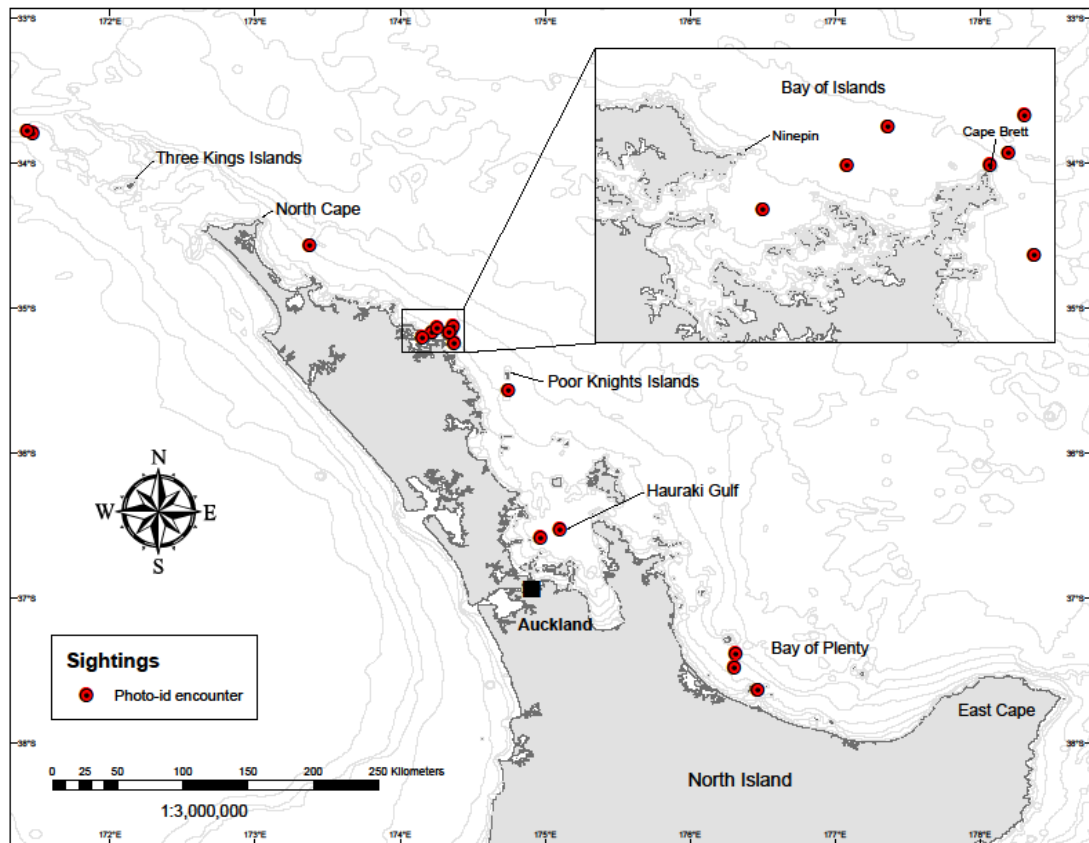 172°E 173°E 174°E 175°E 176°E 177°E 178°E
33°S 33°S
Bay of Islands
Ninepin
Cape Brett
Three Kings Islands
34°S 34°S
North Cape
35°S 35°S
Poor Knights Islands
36°S 36°S
N
Hauraki Gulf
W E
S
37°S 37°S
Auckland
Sightings
Bay of Plenty
Photo-id encounter
East Cape
38°S 38°S
0 25 50 100 150 200 250 Kilometers
North Island
1:3,000,000
172°E 173°E 174°E 175°E 176°E 177°E 178°E